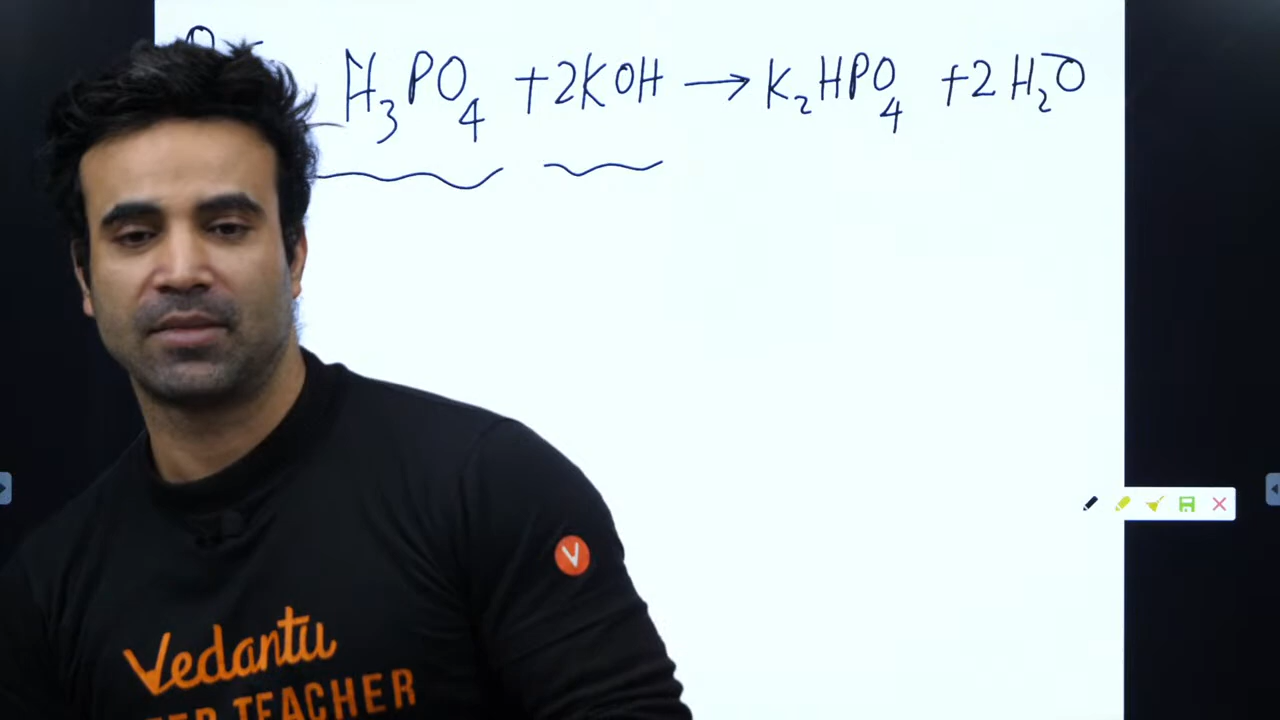 H₃PO₄ + 2KOH → K₂HPO₄ + 2H₂O
V
Vedantu
TEACHER